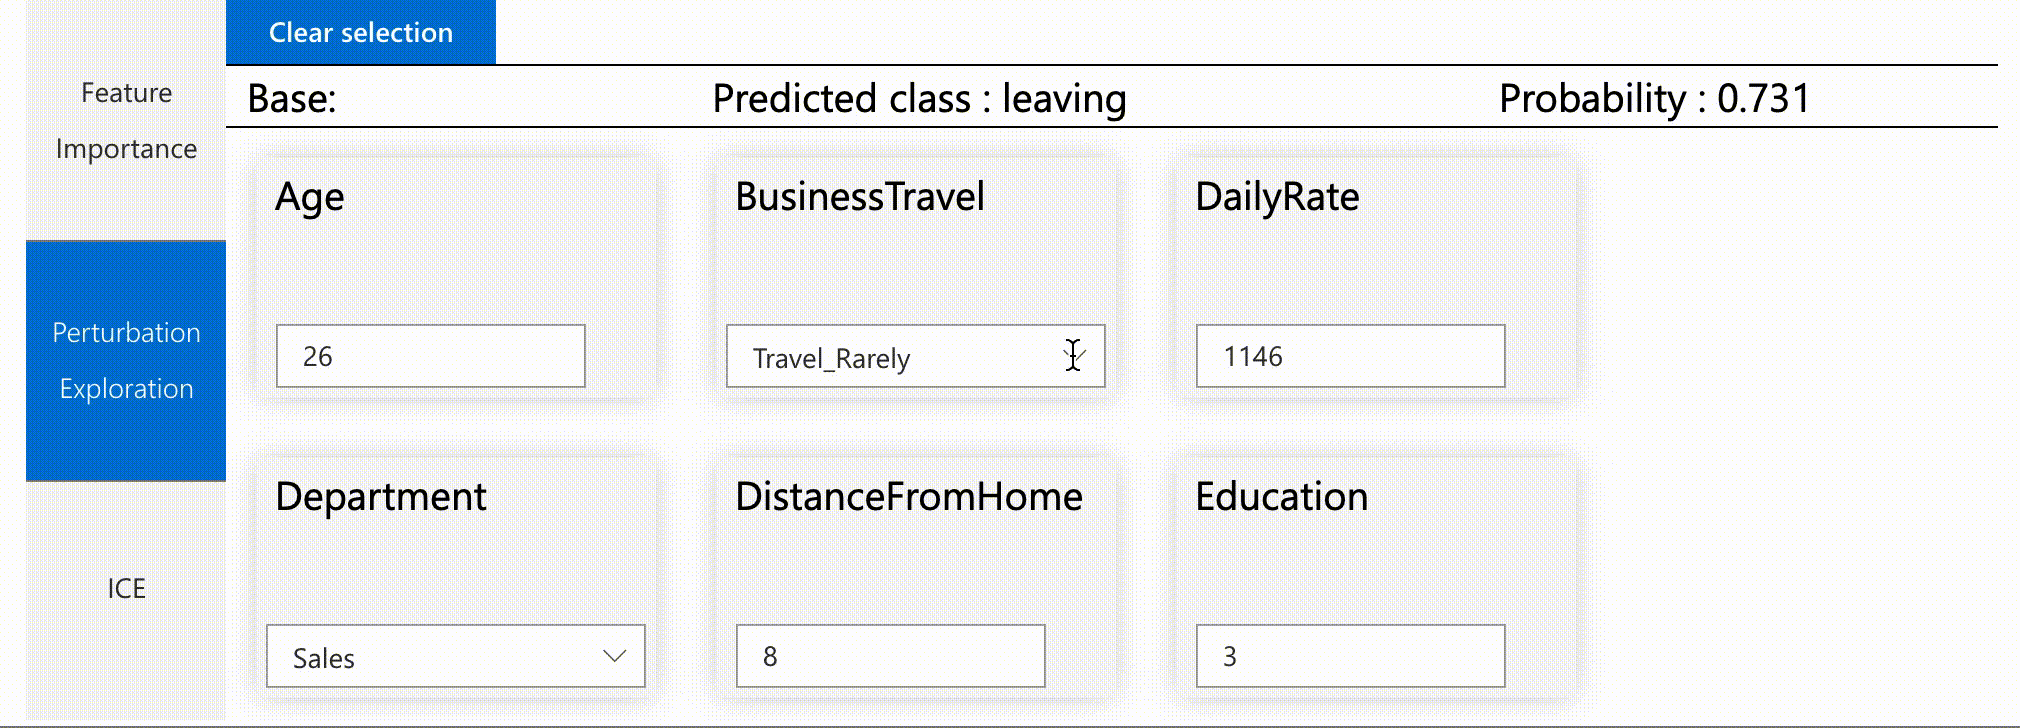 Clear selection
Feature
Importance
Perturbation
Exploration
ICE
Base:
Predicted class : leaving
Probability : 0.731
Age
BusinessTravel
DailyRate
26
Travel_Rarely
1146
Department
DistanceFromHome
Education
Sales
8
3